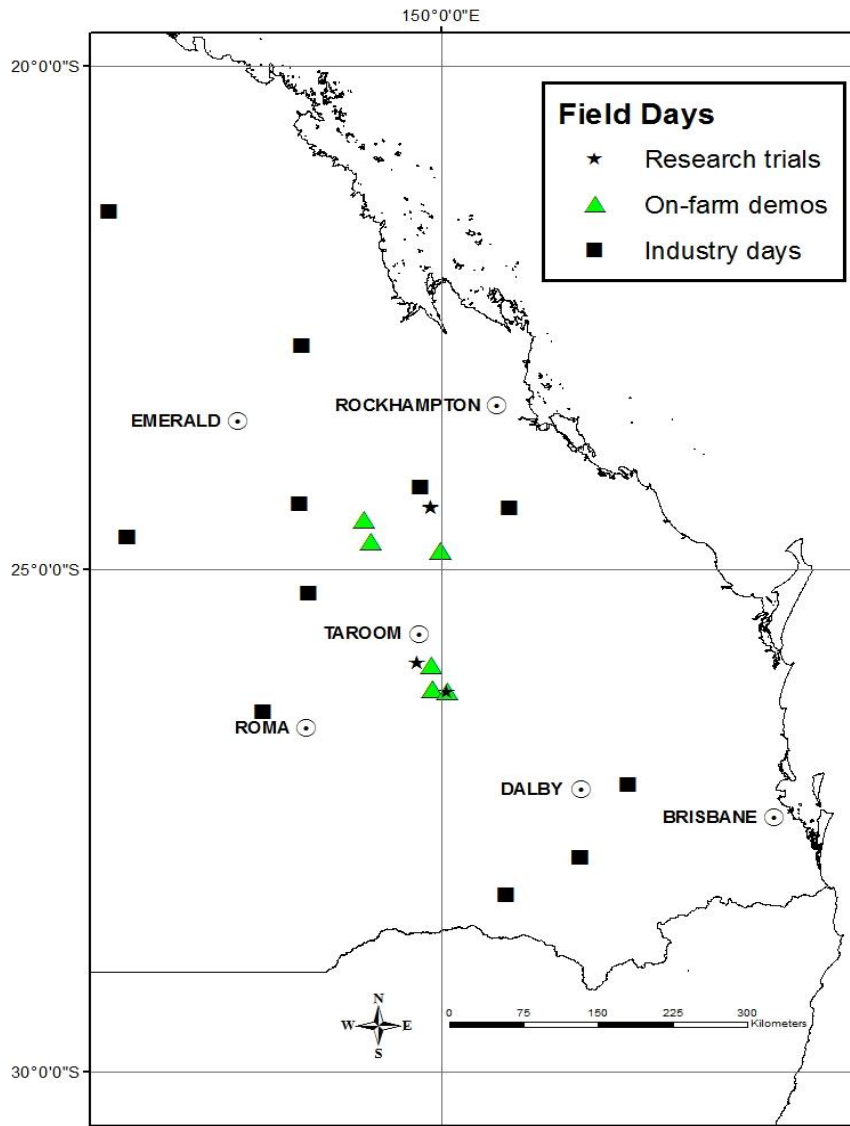 150°0'0"E
20°0'0"S
Field Days
Research trials
On-farm demos
Industry days
ROCKHAMPTON
EMERALD
25°0'0"S
TAROOM
ROMA
DALBY
BRISBANE
N
W E
S
0 75 150 225 300
Kilometers
30°0'0"S